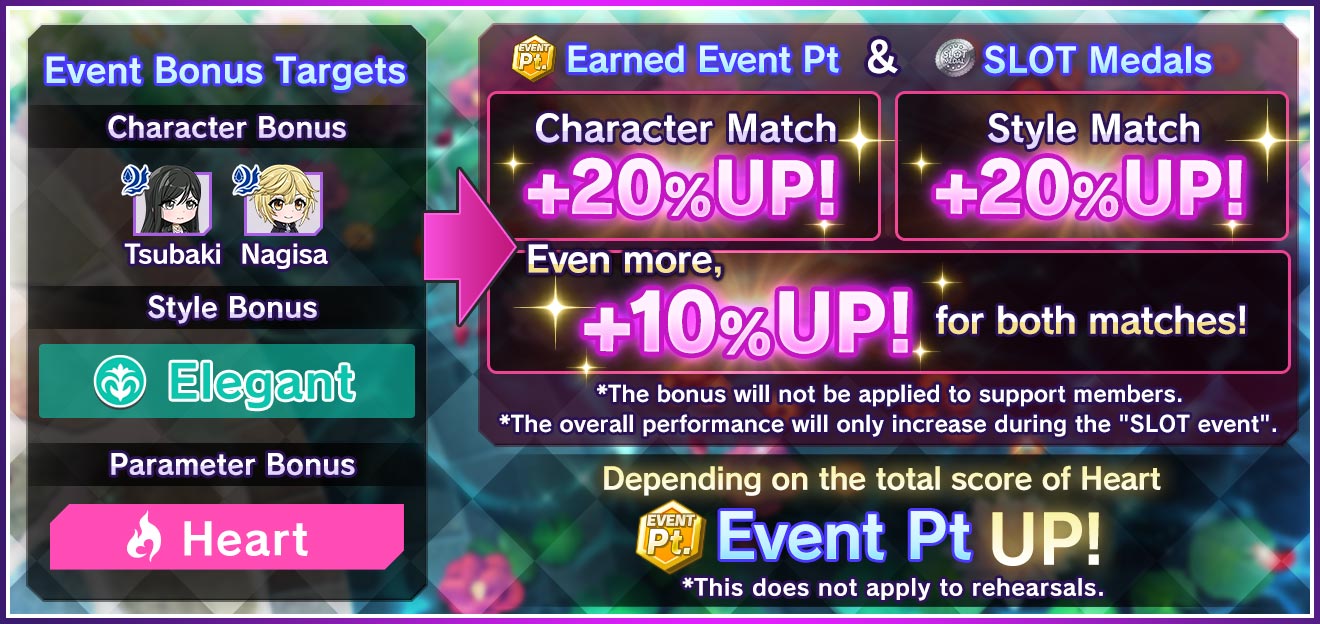 Event Bonus Targets
Character Bonus
Tsubaki Nagisa
Style Bonus
Elegant
Parameter Bonus
Heart
EVENT Pt. Earned Event Pt & SLOT MEDAL SLOT Medals
Character Match
+20%UP!
Style Match
+20%UP!
Even more,
+10%UP! for both matches!
*The bonus will not be applied to support members.
*The overall performance will only increase during the "SLOT event".
Depending on the total score of Heart
EVENT Pt. Event Pt UP!
*This does not apply to rehearsals.